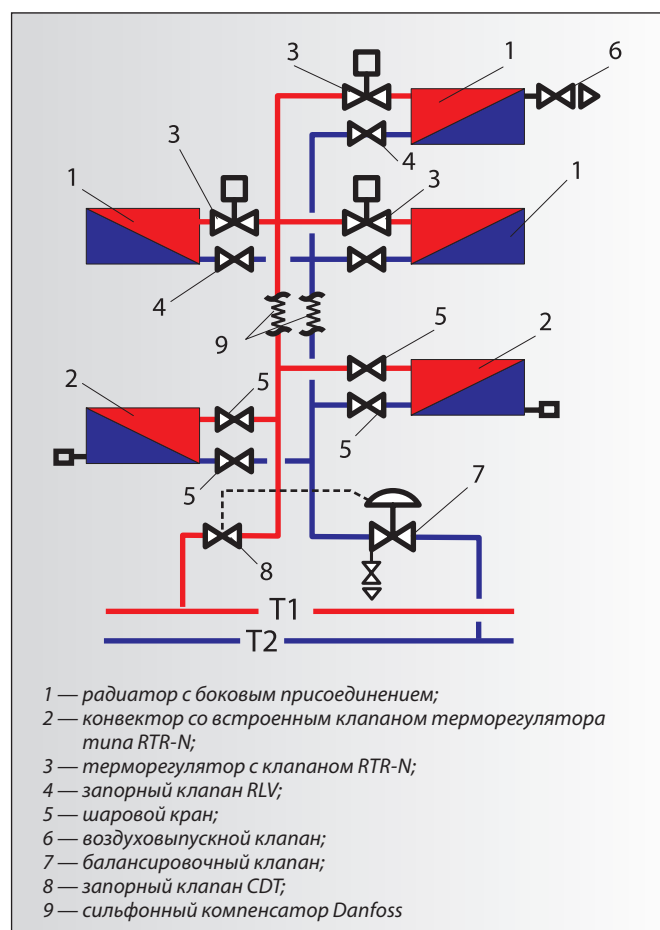 3
1
6
4
3
1
3
1
4
9
5
2
2
5
5
5
7
8
T1
T2
1 — радиатор с боковым присоединением;
2 — конвектор со встроенным клапаном терморегулятора
типа RTR-N;
3 — терморегулятор с клапаном RTR-N;
4 — запорный клапан RLV;
5 — шаровой кран;
6 — воздуховыпускной клапан;
7 — балансировочный клапан;
8 — запорный клапан CDT;
9 — сильфонный компенсатор Danfoss